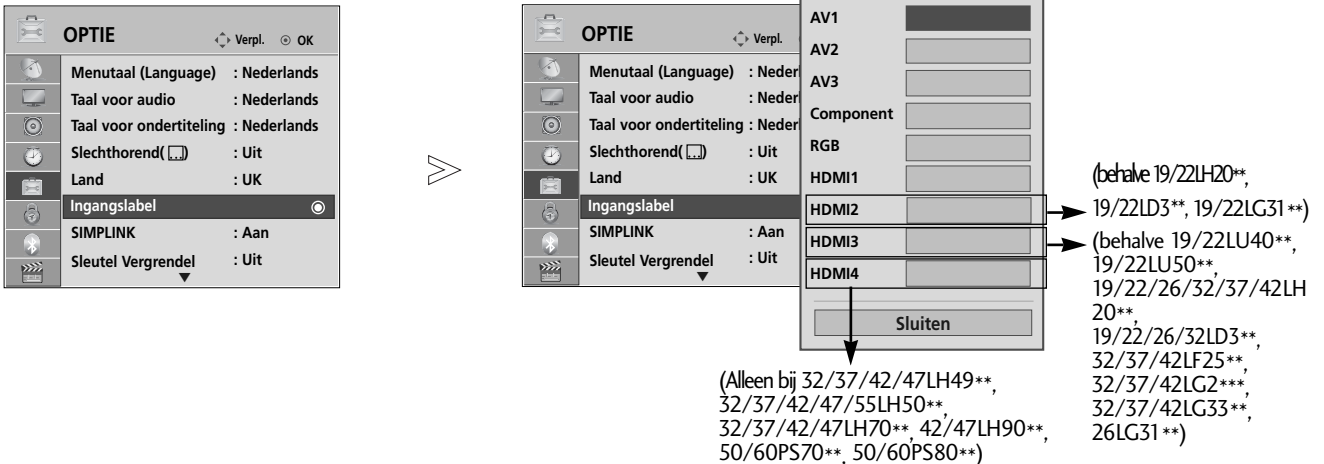 OPTIE Verpl. OK
Menutaal (Language) : Nederlands
Taal voor audio : Nederlands
Taal voor ondertiteling : Nederlands
Slechthorend( ) : Uit
Land : UK
Ingangslabel
SIMPLINK : Aan
Sleutel Vergrendel : Uit
OPTIE Verpl.
Menutaal (Language) : Neder
Taal voor audio : Neder
Taal voor ondertiteling : Neder
Slechthorend( ) : Uit
Land : UK
Ingangslabel
SIMPLINK : Aan
Sleutel Vergrendel : Uit
AV1
AV2
AV3
Component
RGB
HDMI1
HDMI2
HDMI3
HDMI4
Sluiten
(behalve 19/22LH20**,
19/22LD3**, 19/22LG31**)
(behalve 19/22LU40**,
19/22LU50**,
19/22/26/32/37/42LH
20**,
19/22/26/32LD3**,
32/37/42LF25**,
32/37/42LG2***,
32/37/42LG33**,
26LG31**)
(Alleen bij 32/37/42/47LH49**,
32/37/42/47/55LH50**,
32/37/42/47LH70**, 42/47LH90**,
50/60PS70**, 50/60PS80**)